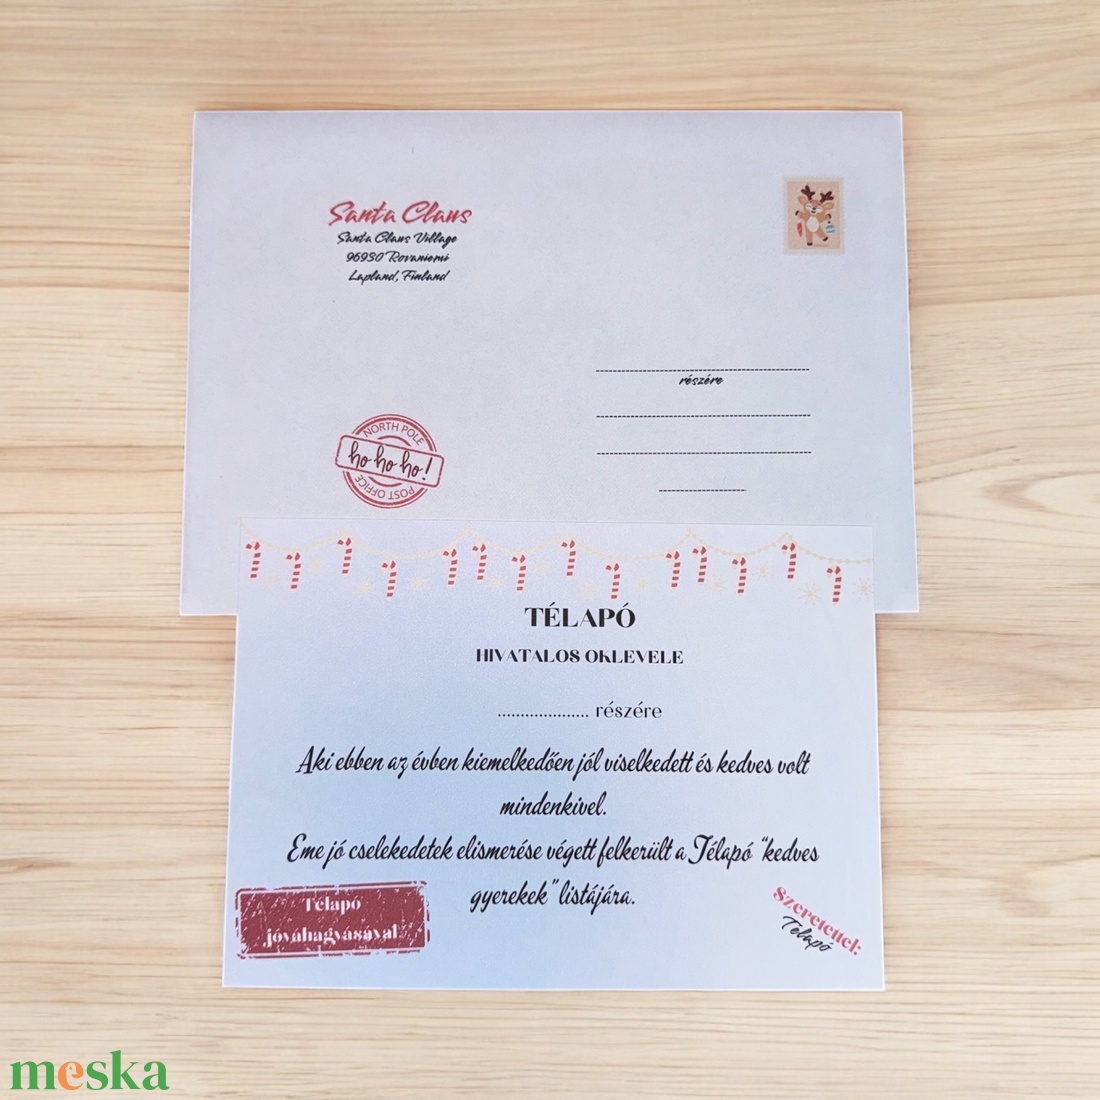 Santa Claus
Santa Claus Village
96930 Rovaniemi
Lapland, Finland
részére
NORTH POLE
ho ho ho!
POST OFFICE
TÉLAPÓ
HIVATALOS OKLEVELE
.................... részére
Aki ebben az évben kiemelkedően jól viselkedett és kedves volt
mindenkivel.
Eme jó cselekedetek elismerése végett felkerült a Télapó "kedves
gyerekek" listájára.
Télapó
jóváhagyásával
Szeretettel:
Télapó
meska